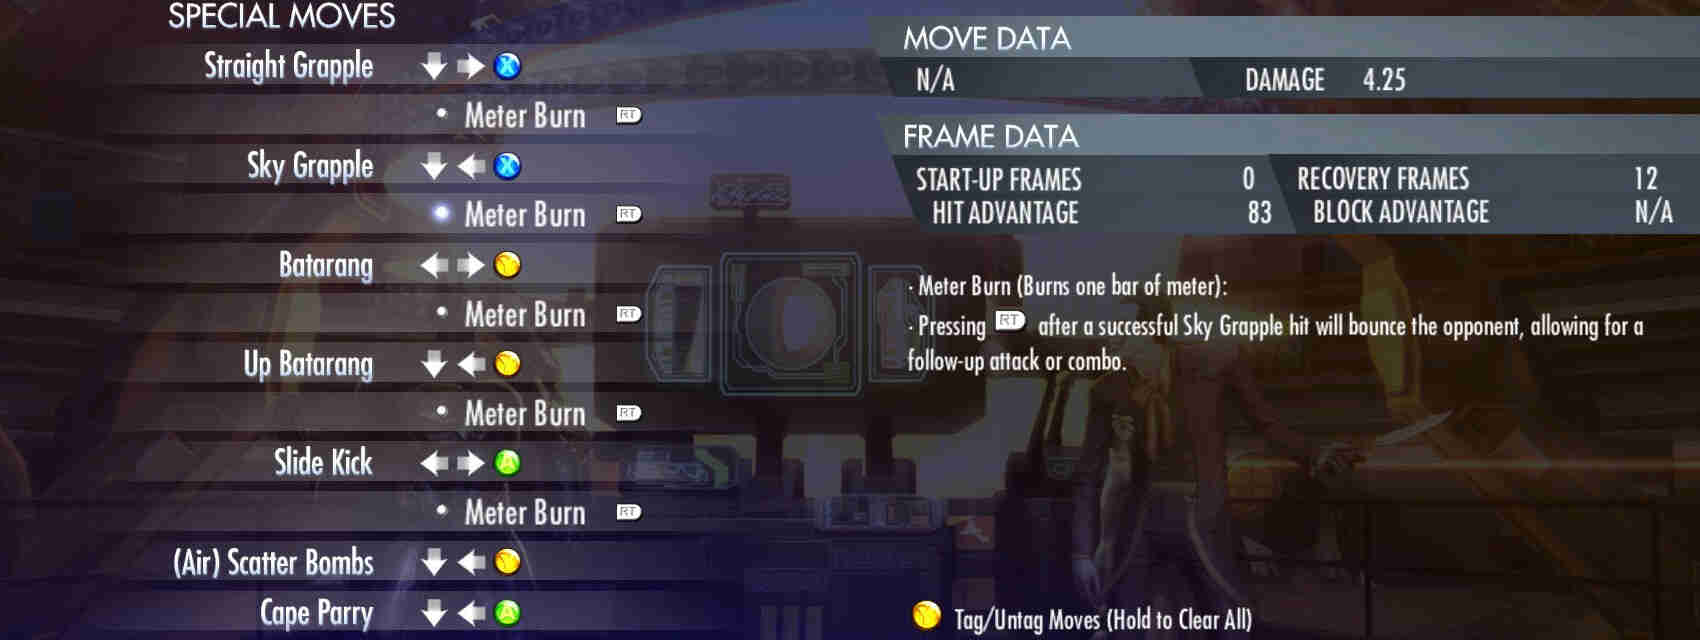 SPECIAL MOVES
Straight Grapple X
• Meter Burn RT
Sky Grapple X
• Meter Burn RT
Batarang Y
• Meter Burn RT
Up Batarang Y
• Meter Burn RT
Slide Kick A
• Meter Burn RT
(Air) Scatter Bombs Y
Cape Parry A
MOVE DATA
N/A DAMAGE 4.25
FRAME DATA
START-UP FRAMES 0 RECOVERY FRAMES 12
HIT ADVANTAGE 83 BLOCK ADVANTAGE N/A
· Meter Burn (Burns one bar of meter):
· Pressing RT after a successful Sky Grapple hit will bounce the opponent, allowing for a
follow-up attack or combo.
Y Tag/Untag Moves (Hold to Clear All)